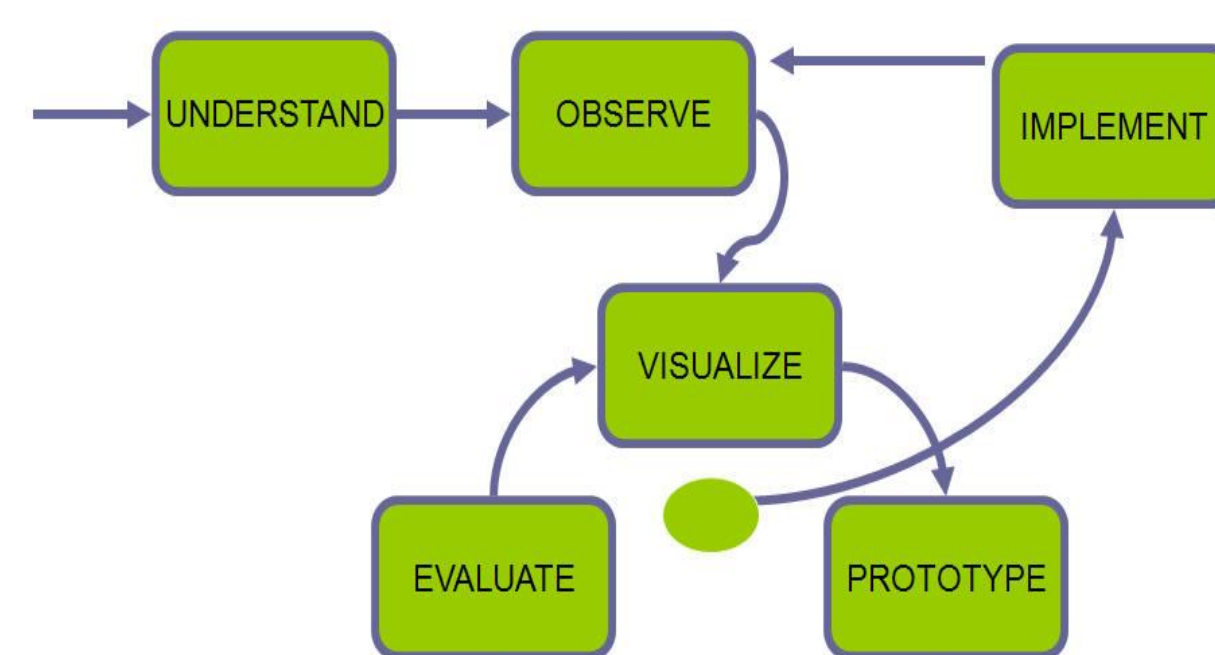 UNDERSTAND
OBSERVE
IMPLEMENT
VISUALIZE
EVALUATE
PROTOTYPE